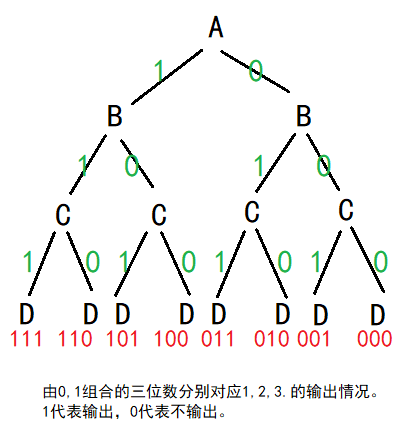 A
1 0
B B
1 0 1 0
C C C C
1 0 1 0 1 0 1 0
D D D D D D D D
111 110 101 100 011 010 001 000
由0,1组合的三位数分别对应1,2,3.的输出情况。
1代表输出，0代表不输出。